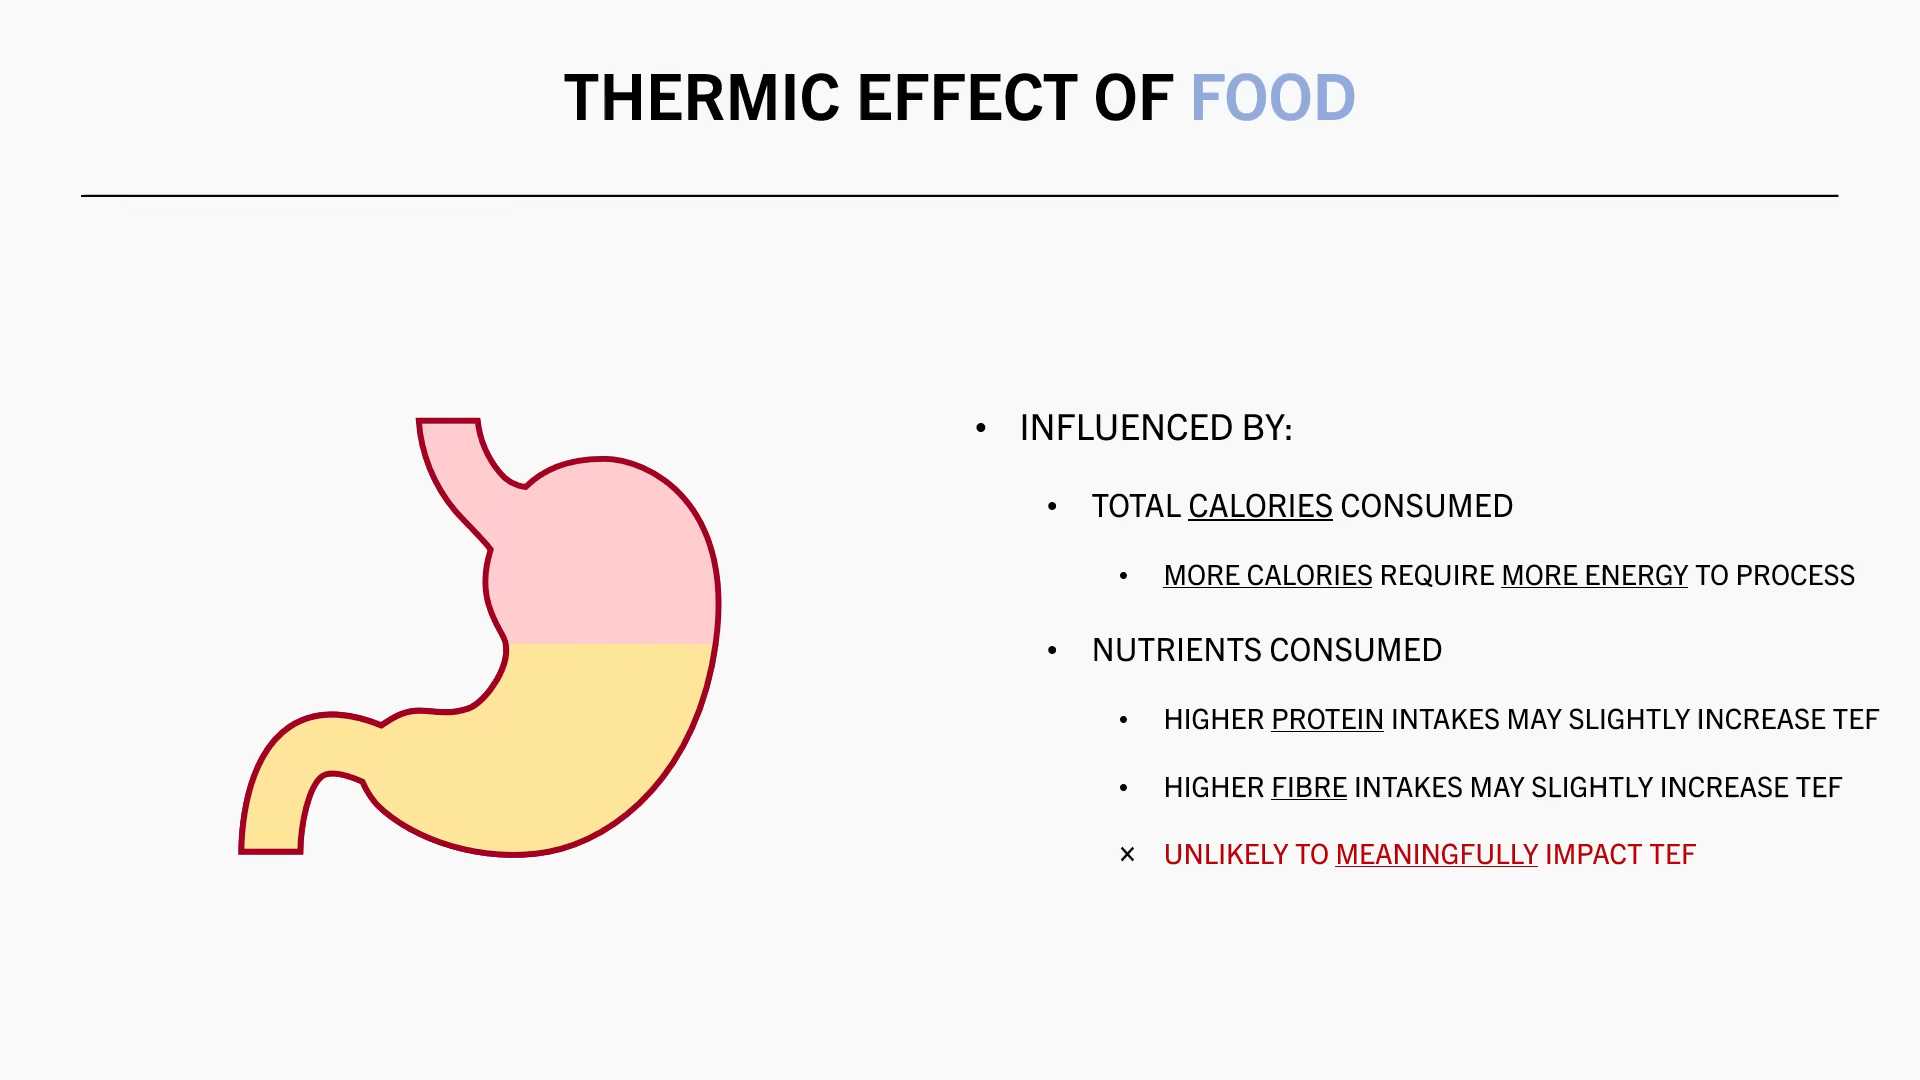 THERMIC EFFECT OF FOOD
• INFLUENCED BY:
• TOTAL CALORIES CONSUMED
• MORE CALORIES REQUIRE MORE ENERGY TO PROCESS
• NUTRIENTS CONSUMED
• HIGHER PROTEIN INTAKES MAY SLIGHTLY INCREASE TEF
• HIGHER FIBRE INTAKES MAY SLIGHTLY INCREASE TEF
× UNLIKELY TO MEANINGFULLY IMPACT TEF